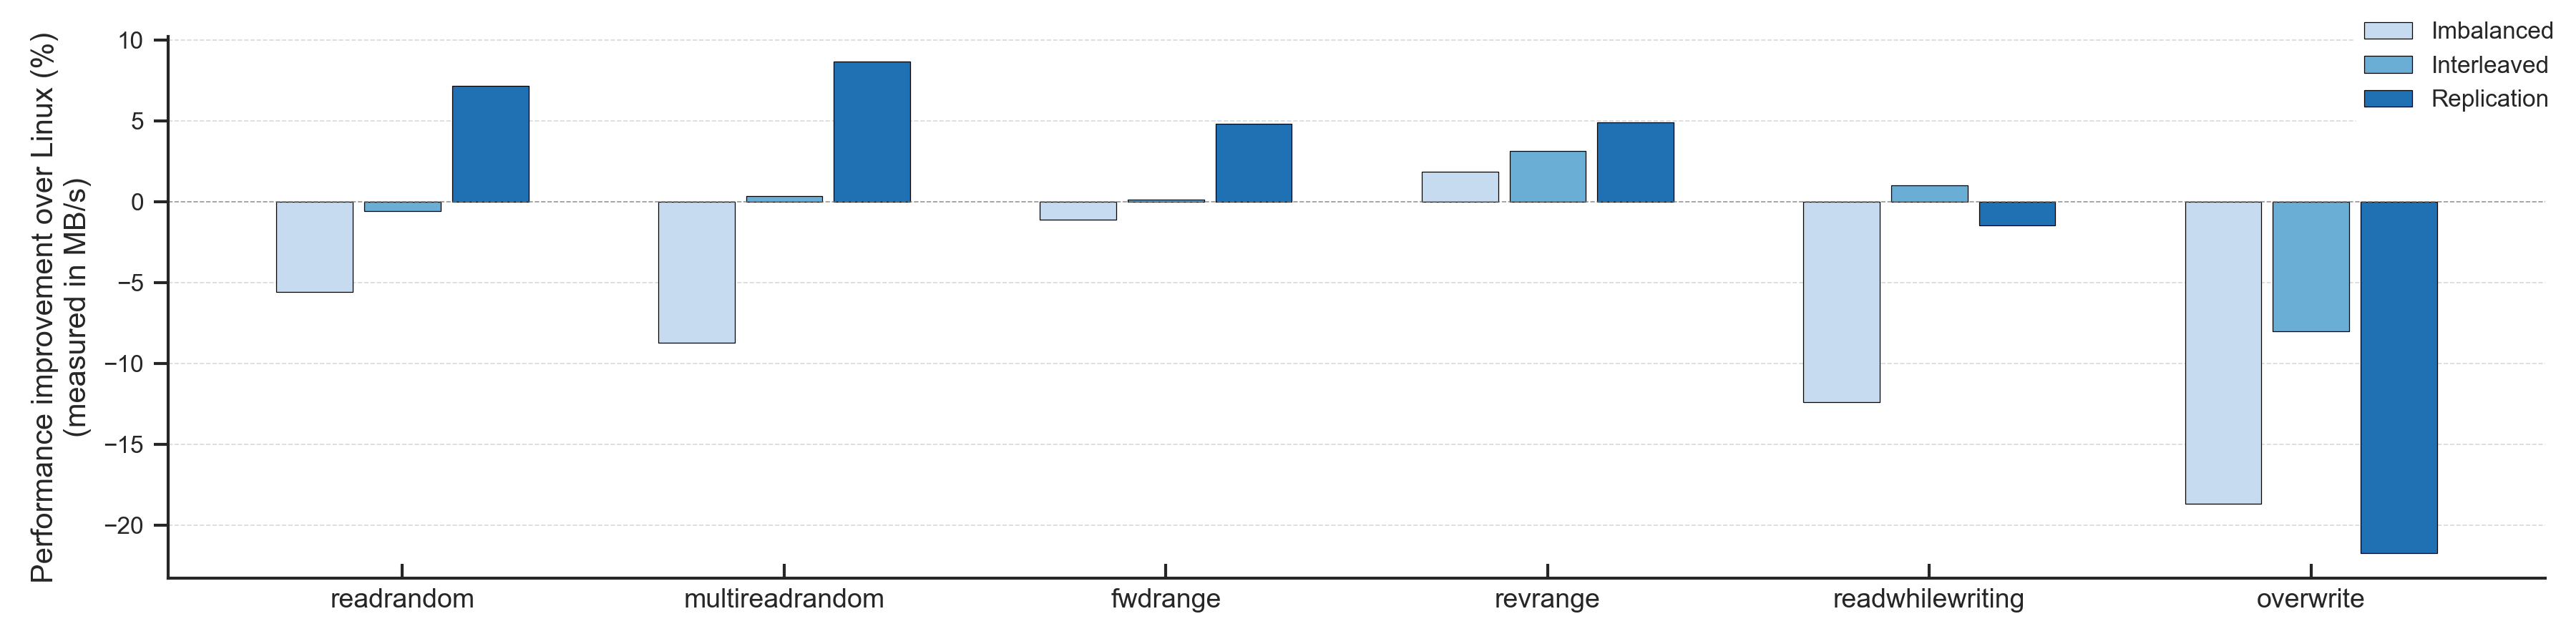 Performance improvement over Linux (%)
(measured in MB/s)
10
5
0
−5
−10
−15
−20
Imbalanced
Interleaved
Replication
readrandom
multireadrandom
fwdrange
revrange
readwhilewriting
overwrite